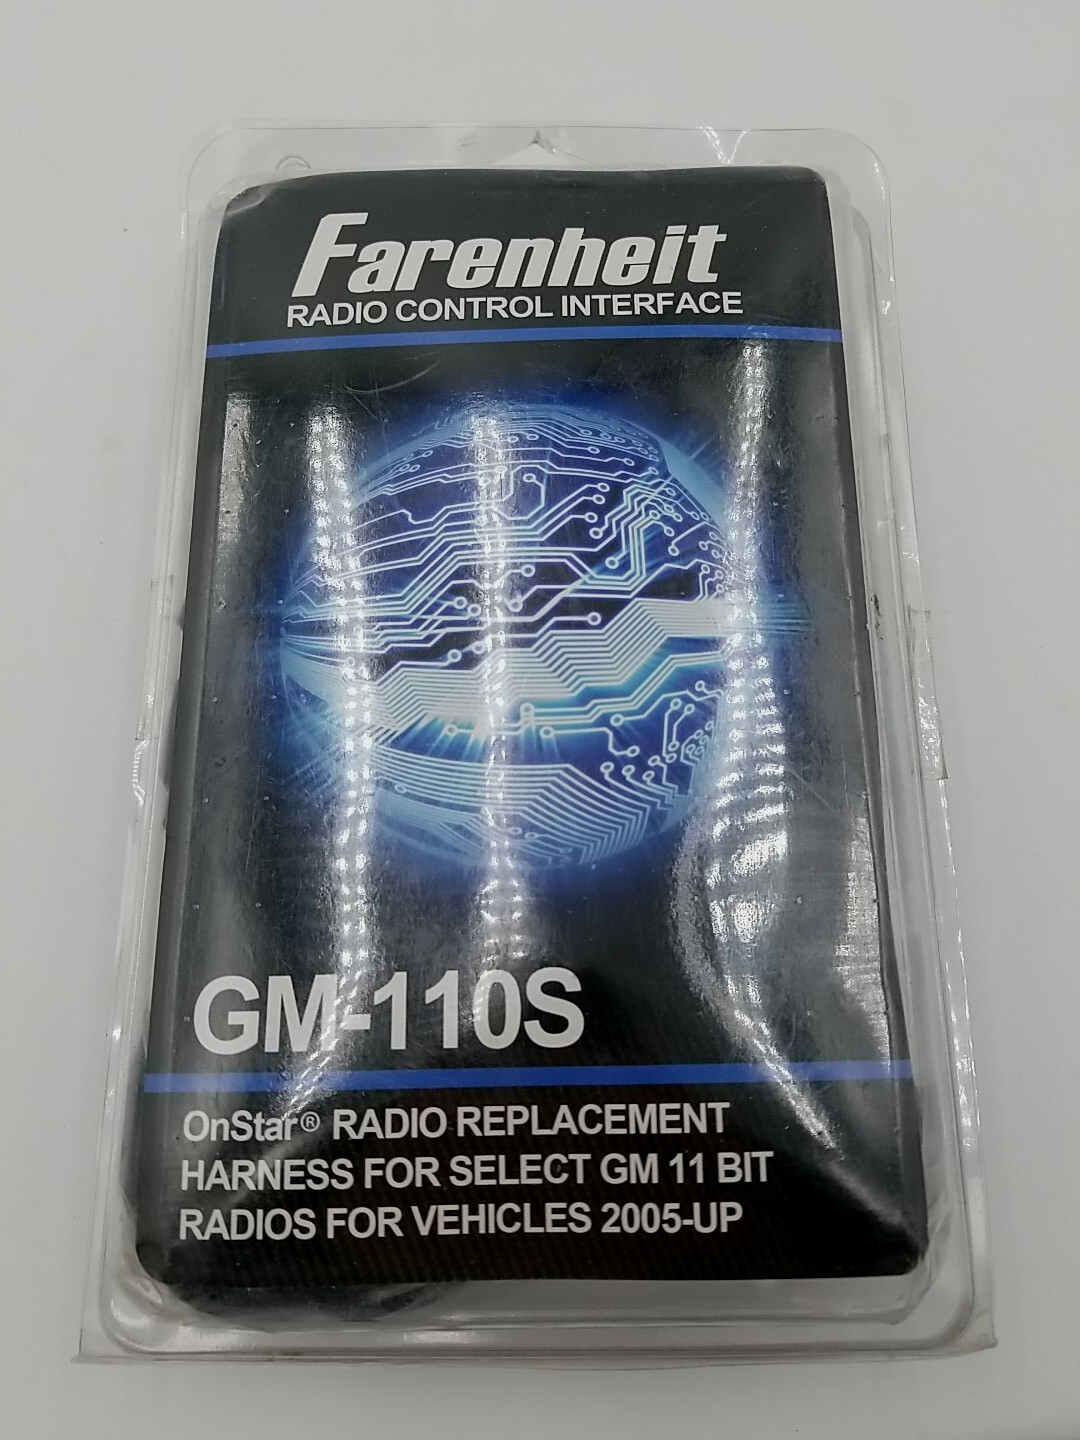 Farenheit
RADIO CONTROL INTERFACE
GM-110S
OnStar® RADIO REPLACEMENT
HARNESS FOR SELECT GM 11 BIT
RADIOS FOR VEHICLES 2005-UP